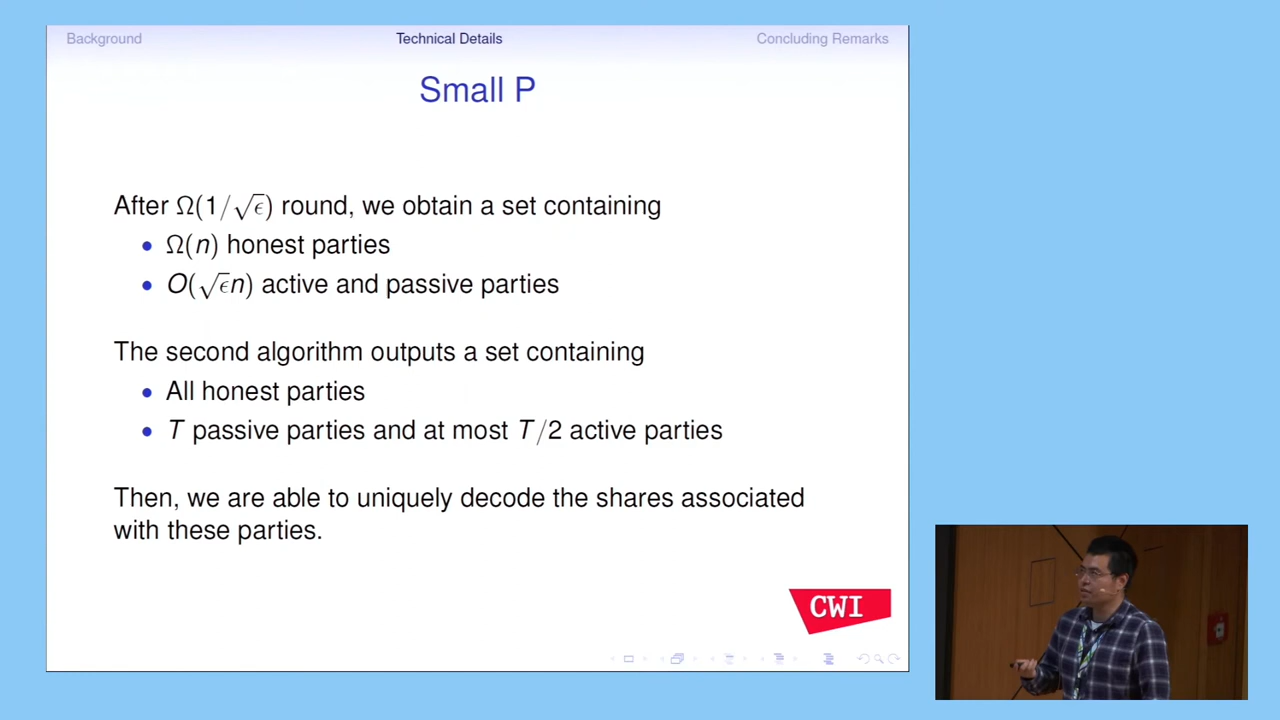 Background Technical Details Concluding Remarks
Small P
After Ω(1/√ϵ) round, we obtain a set containing
• Ω(n) honest parties
• O(√ϵn) active and passive parties
The second algorithm outputs a set containing
• All honest parties
• T passive parties and at most T/2 active parties
Then, we are able to uniquely decode the shares associated
with these parties.
CWI